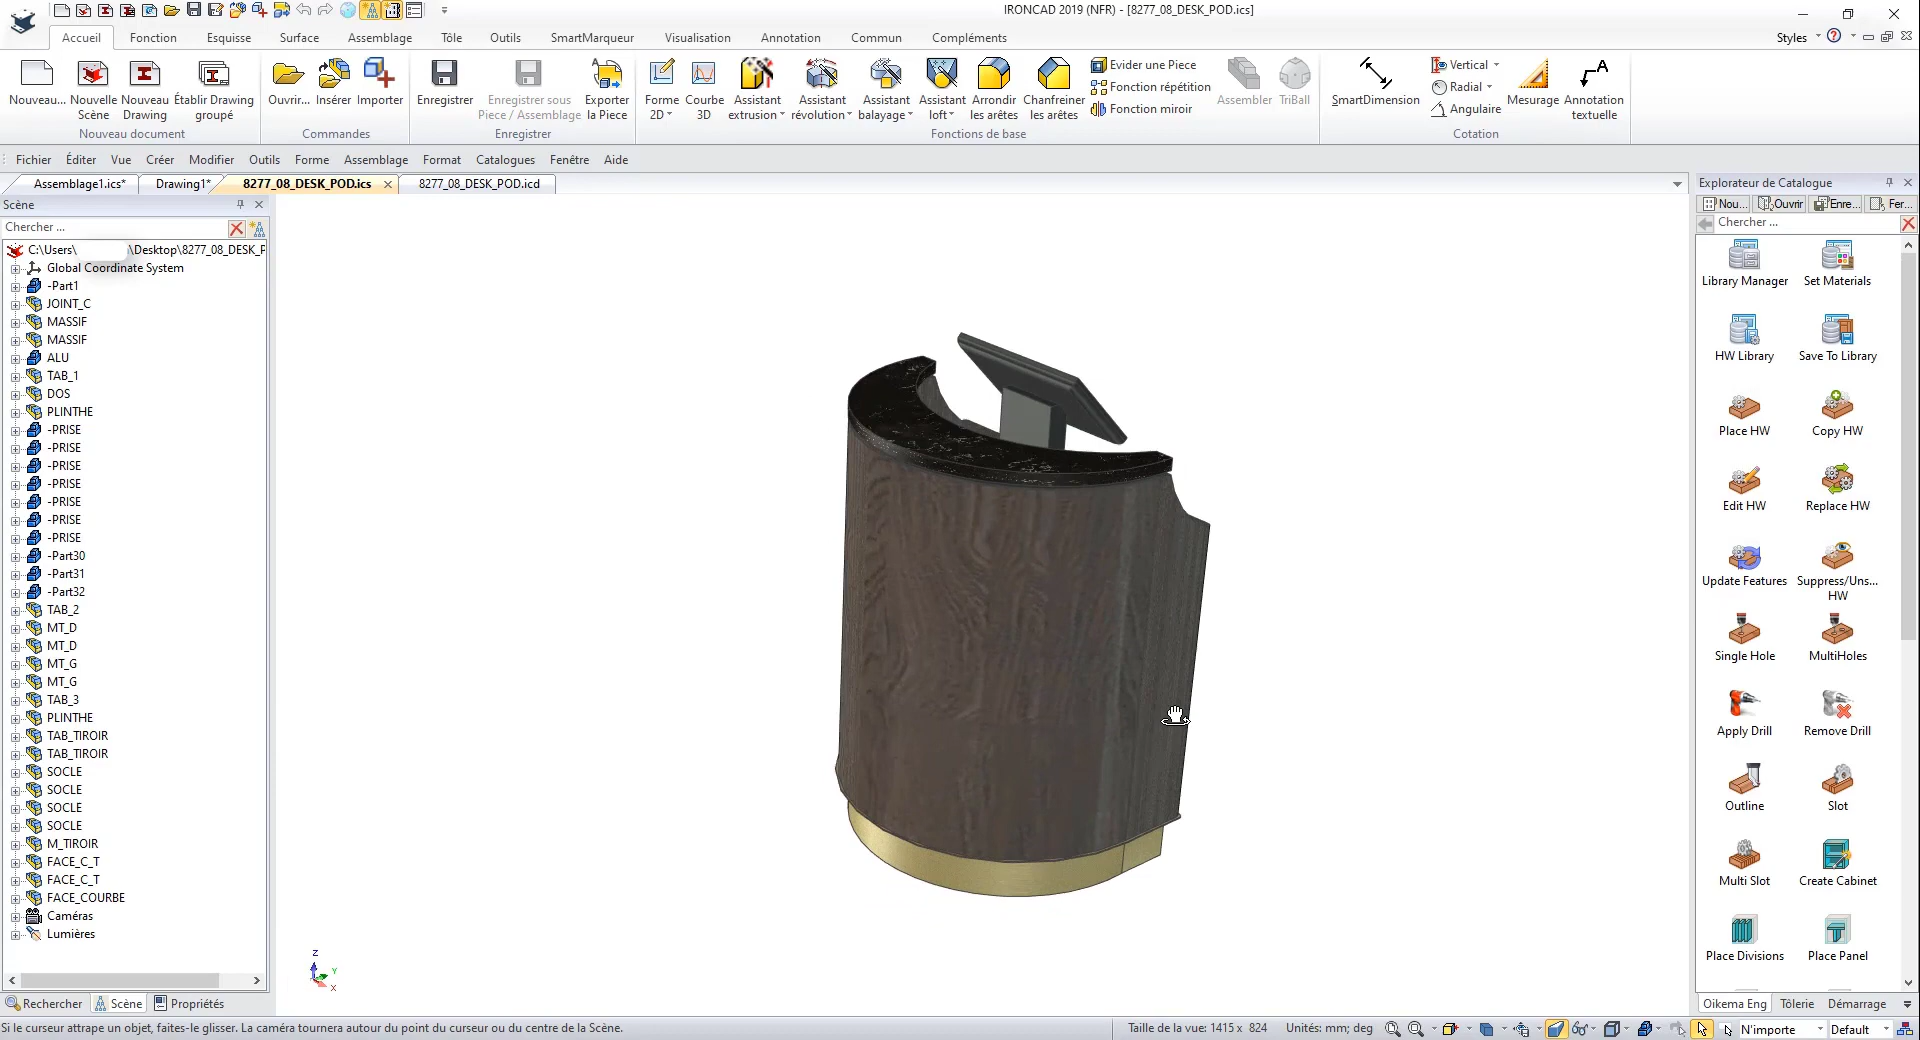 IRONCAD 2019 (NFR) - [8277_08_DESK_POD.ics]
Accueil Fonction Esquisse Surface Assemblage Tôle Outils SmartMarqueur Visualisation Annotation Commun Compléments Styles
Nouveau... Nouvelle Scène Nouveau Drawing Établir Drawing groupé
Nouveau document
Ouvrir... Insérer Importer
Commandes
Enregistrer Enregistrer sous Pièce / Assemblage Exporter la Piece
Enregistrer
Forme 2D Courbe 3D Assistant extrusion Assistant révolution Assistant balayage Assistant loft Arrondir les arêtes Chanfreiner les arêtes
Evider une Piece
Fonction répétition
Fonction miroir
Assembler TriBall
Fonctions de base
SmartDimension
Vertical
Radial
Angulaire
Mesurage Annotation textuelle
Cotation
Fichier Éditer Vue Créer Modifier Outils Forme Assemblage Format Catalogues Fenêtre Aide
Assemblage1.ics* Drawing1* 8277_08_DESK_POD.ics 8277_08_DESK_POD.icd
Scène
Chercher ...
C:\Users\ \Desktop\8277_08_DESK_P
Global Coordinate System
-Part1
JOINT_C
MASSIF
MASSIF
ALU
TAB_1
DOS
PLINTHE
-PRISE
-PRISE
-PRISE
-PRISE
-PRISE
-PRISE
-PRISE
-Part30
-Part31
-Part32
TAB_2
MT_D
MT_D
MT_G
MT_G
TAB_3
PLINTHE
TAB_TIROIR
TAB_TIROIR
SOCLE
SOCLE
SOCLE
SOCLE
M_TIROIR
FACE_C_T
FACE_C_T
FACE_COURBE
Caméras
Lumières
Rechercher Scène Propriétés
Z
Y
X
Explorateur de Catalogue
Nou... Ouvrir Enre... Fer...
Chercher ...
Library Manager Set Materials
HW Library Save To Library
Place HW Copy HW
Edit HW Replace HW
Update Features Suppress/Uns... HW
Single Hole MultiHoles
Apply Drill Remove Drill
Outline Slot
Multi Slot Create Cabinet
Place Divisions Place Panel
Oikema Eng Tôlerie Démarrage
Si le curseur attrape un objet, faites-le glisser. La caméra tournera autour du point du curseur ou du centre de la Scène.
Taille de la vue: 1415 x 824 Unités: mm; deg N'importe Default